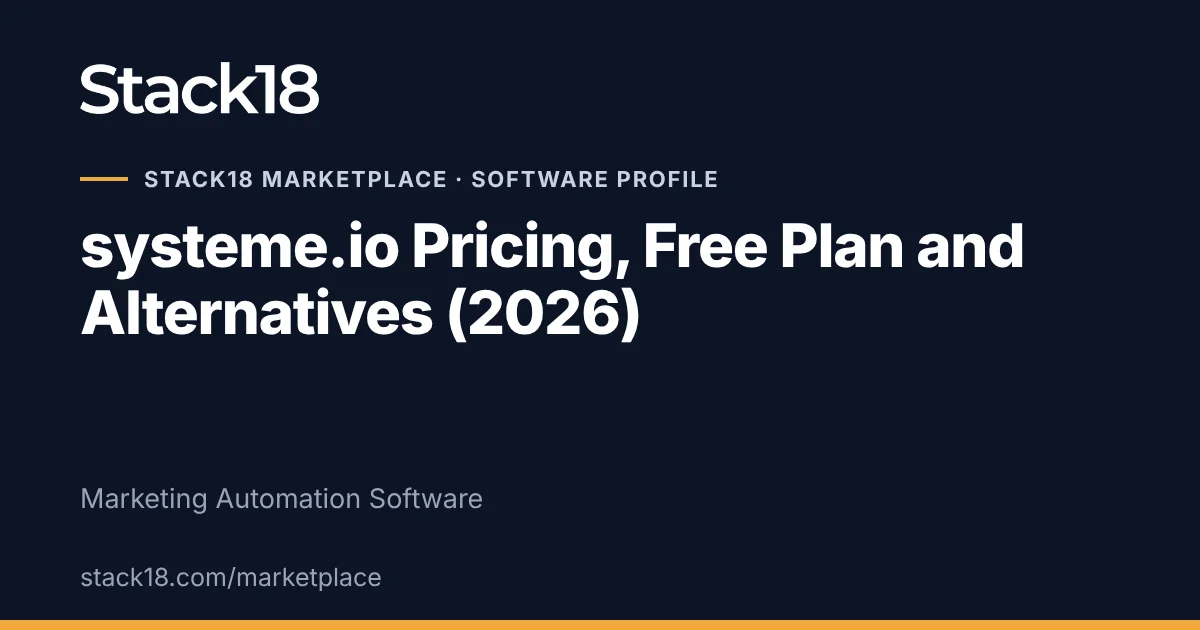 Stack18
STACK18 MARKETPLACE · SOFTWARE PROFILE
systeme.io Pricing, Free Plan and
Alternatives (2026)
Marketing Automation Software
stack18.com/marketplace